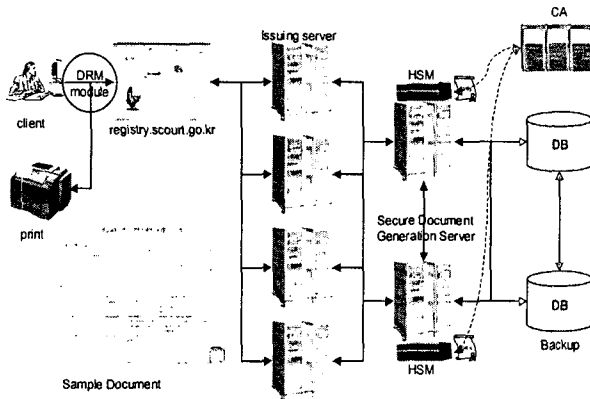 Issuing server
CA
DRM
module
HSM
client
registry.scourt.go.kr
DB
print
Secure Document
Generation Server
DB
HSM
Backup
Sample Document